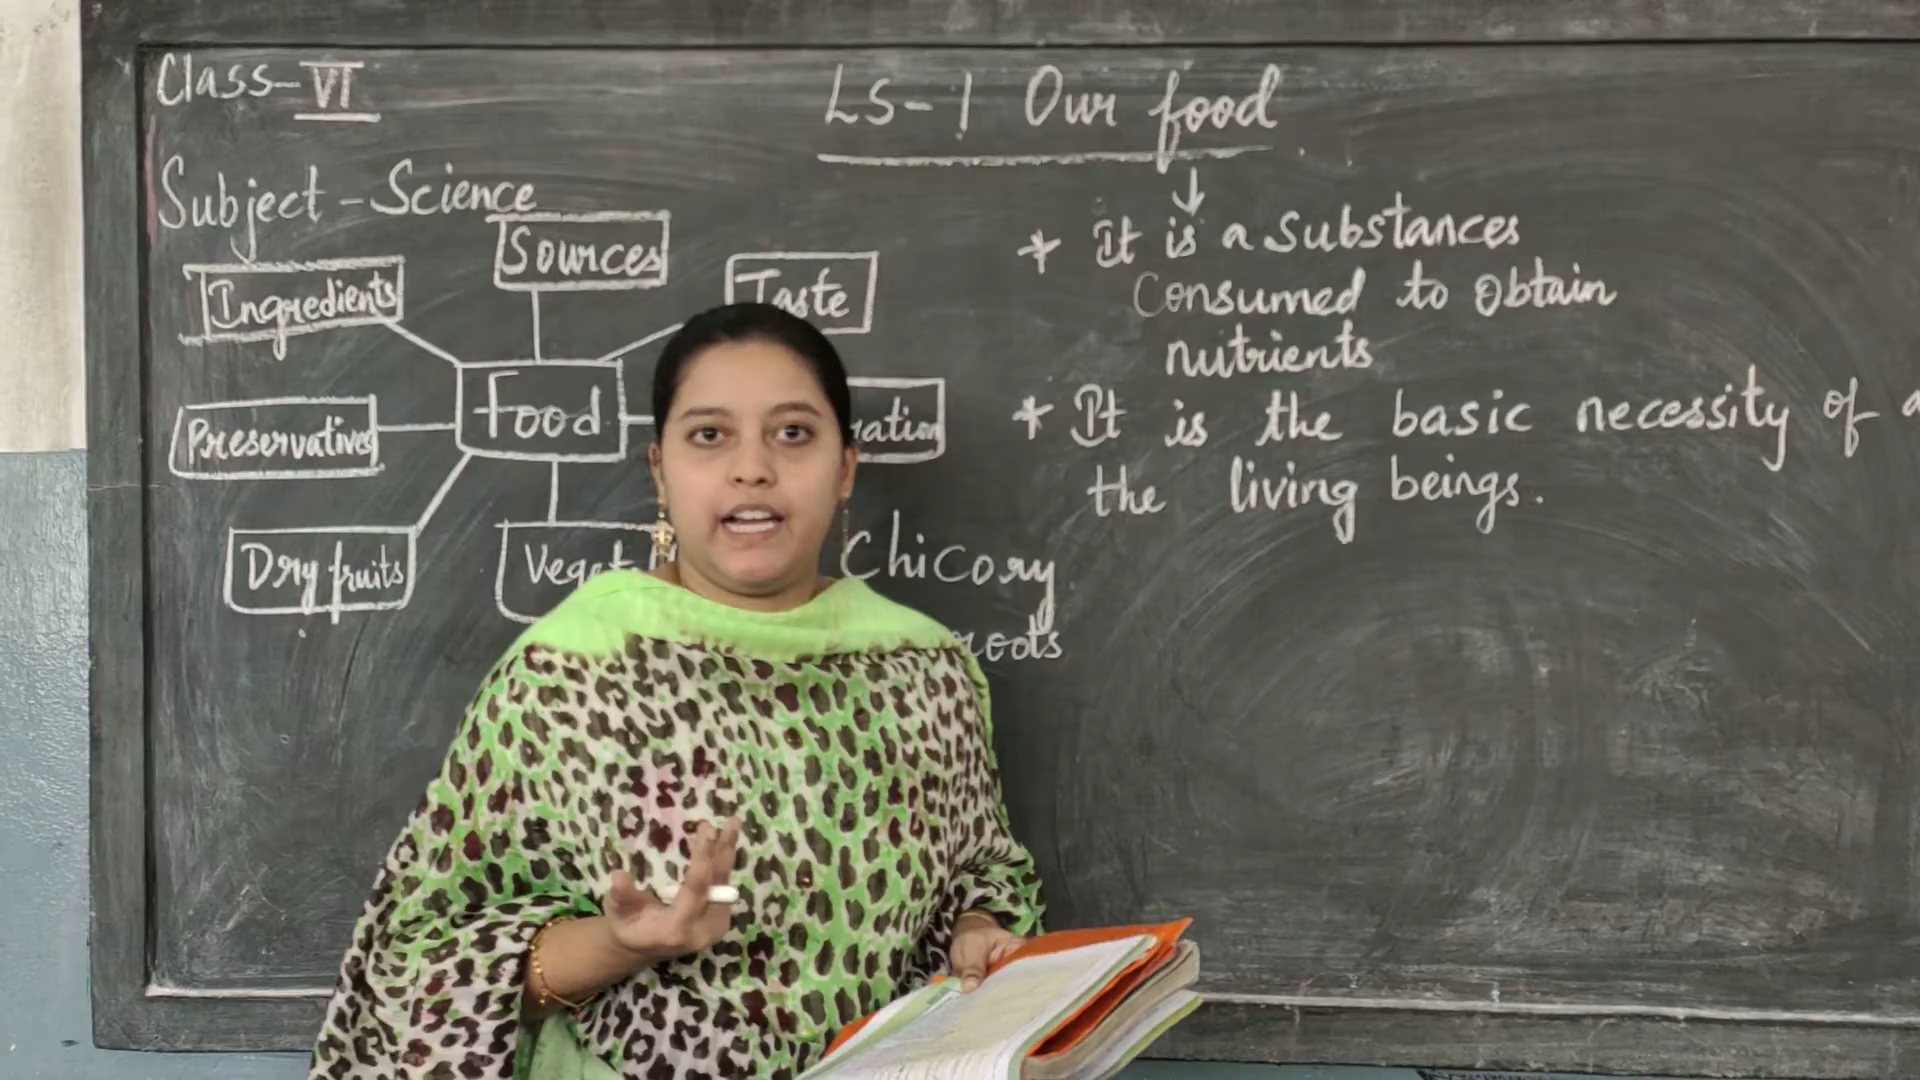 Class-VI
LS-1 Our food
Subject-Science
Sources
Ingredients
Taste
Food
Preservatives
Dry fruits
Chicory
roots
* It is a Substances
Consumed to Obtain
nutrients
* It is the basic necessity of
the living beings.